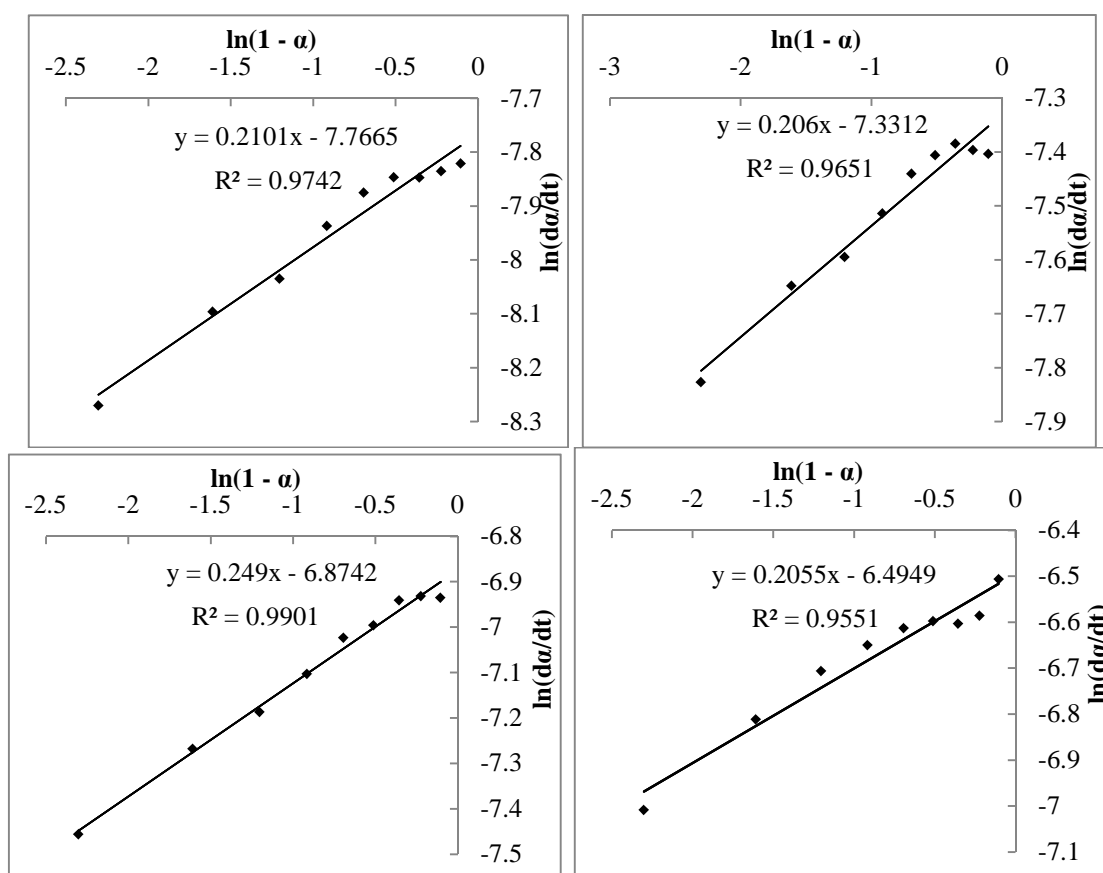 ln(1 - α)
-2.5 -2 -1.5 -1 -0.5 0
-7.7
-7.8
-7.9
-8
-8.1
-8.2
-8.3
ln(dα/dt)
y = 0.2101x - 7.7665
R² = 0.9742
ln(1 - α)
-3 -2 -1 0
-7.3
-7.4
-7.5
-7.6
-7.7
-7.8
-7.9
ln(dα/dt)
y = 0.206x - 7.3312
R² = 0.9651
ln(1 - α)
-2.5 -2 -1.5 -1 -0.5 0
-6.8
-6.9
-7
-7.1
-7.2
-7.3
-7.4
-7.5
ln(dα/dt)
y = 0.249x - 6.8742
R² = 0.9901
ln(1 - α)
-2.5 -2 -1.5 -1 -0.5 0
-6.4
-6.5
-6.6
-6.7
-6.8
-6.9
-7
-7.1
ln(dα/dt)
y = 0.2055x - 6.4949
R² = 0.9551